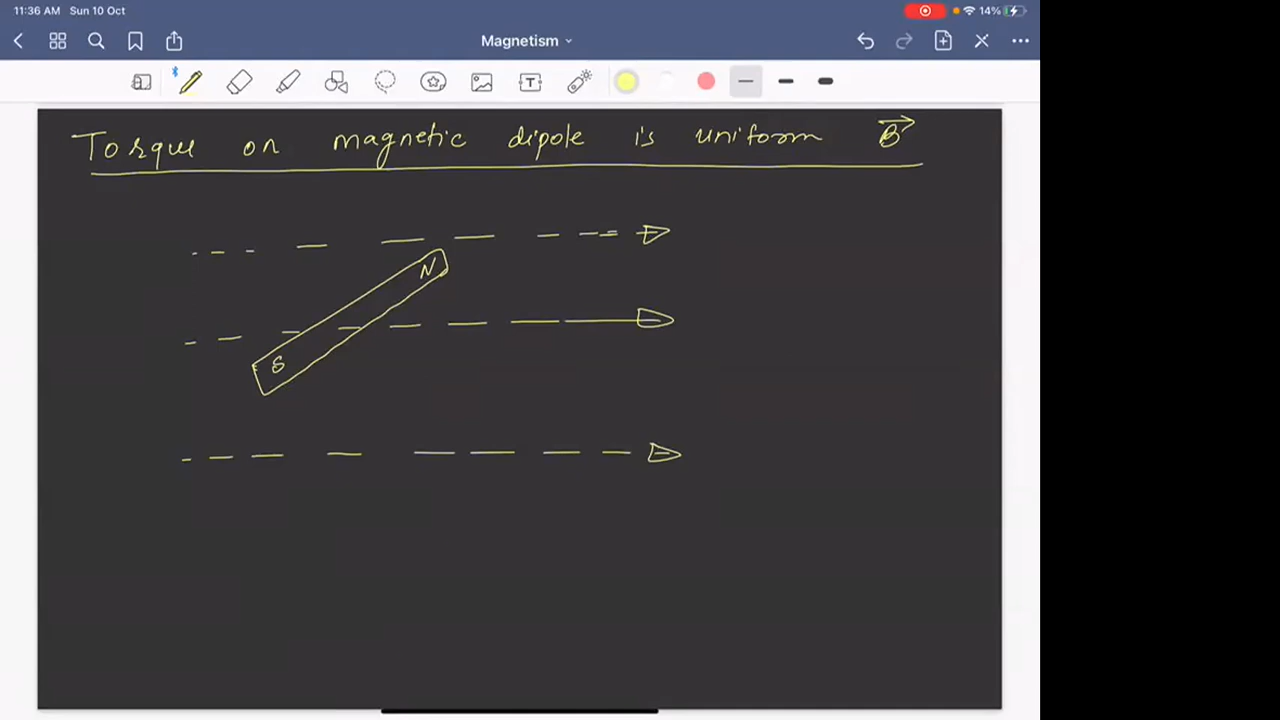 11:36 AM Sun 10 Oct
14%
Magnetism
Torque on magnetic dipole is uniform B
N
S